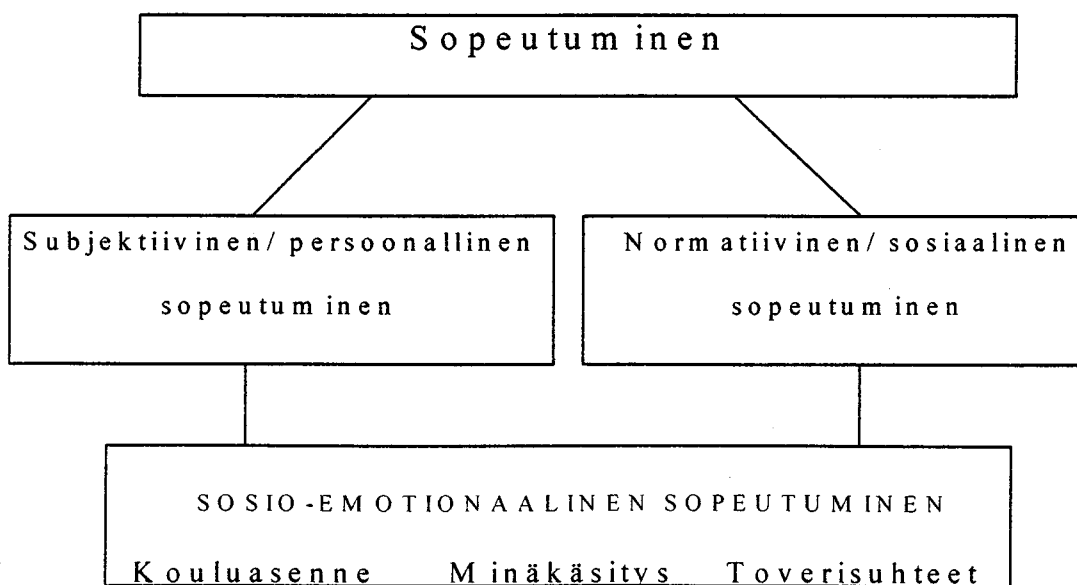 Sopeutuminen
Subjektiivinen/ persoonallinen
sopeutuminen
Normatiivinen/ sosiaalinen
sopeutuminen
SOSIO-EMOTIONAALINEN SOPEUTUMINEN
Kouluasenne Minäkäsitys Toverisuhteet